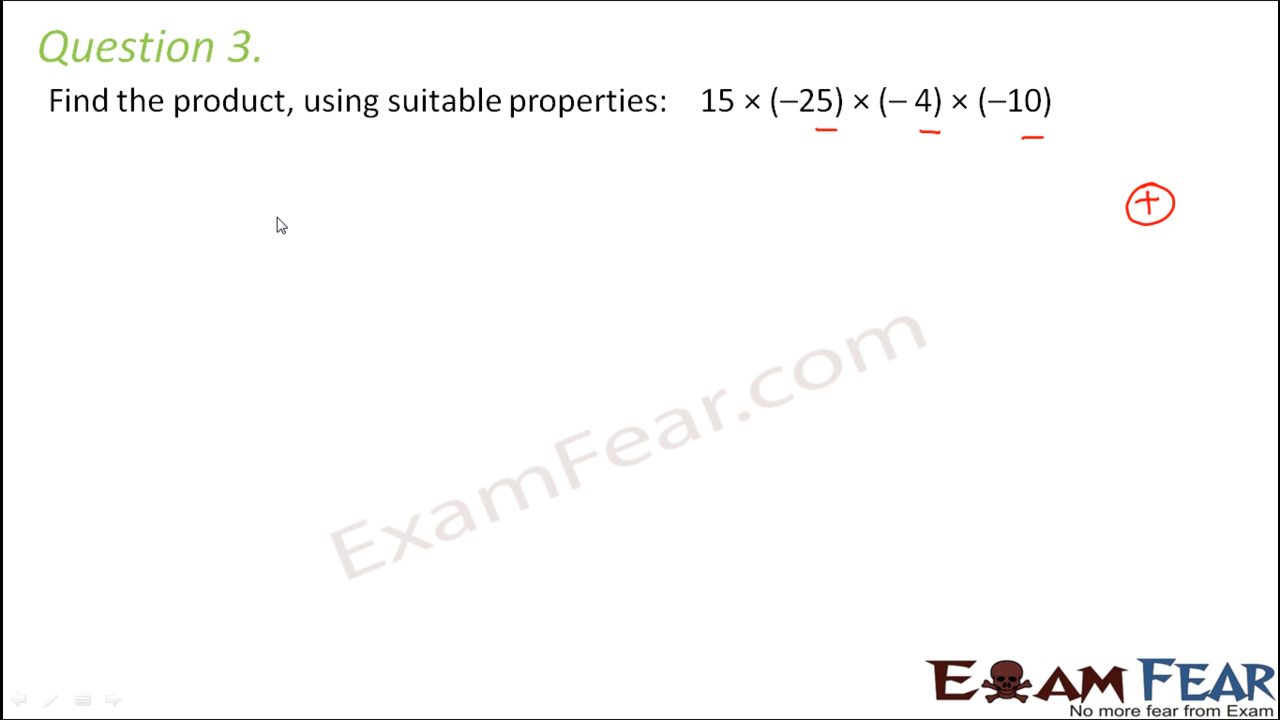 Question 3.
Find the product, using suitable properties: 15 × (–25) × (– 4) × (–10)
+
ExamFear.com
EXAM FEAR
No more fear from Exam